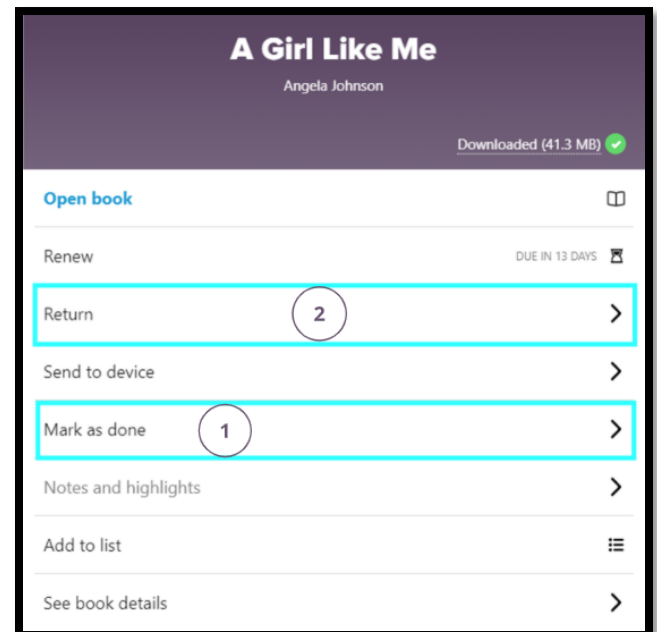 A Girl Like Me
Angela Johnson
Downloaded (41.3 MB)
Open book
Renew DUE IN 13 DAYS
Return 2
Send to device
Mark as done 1
Notes and highlights
Add to list
See book details